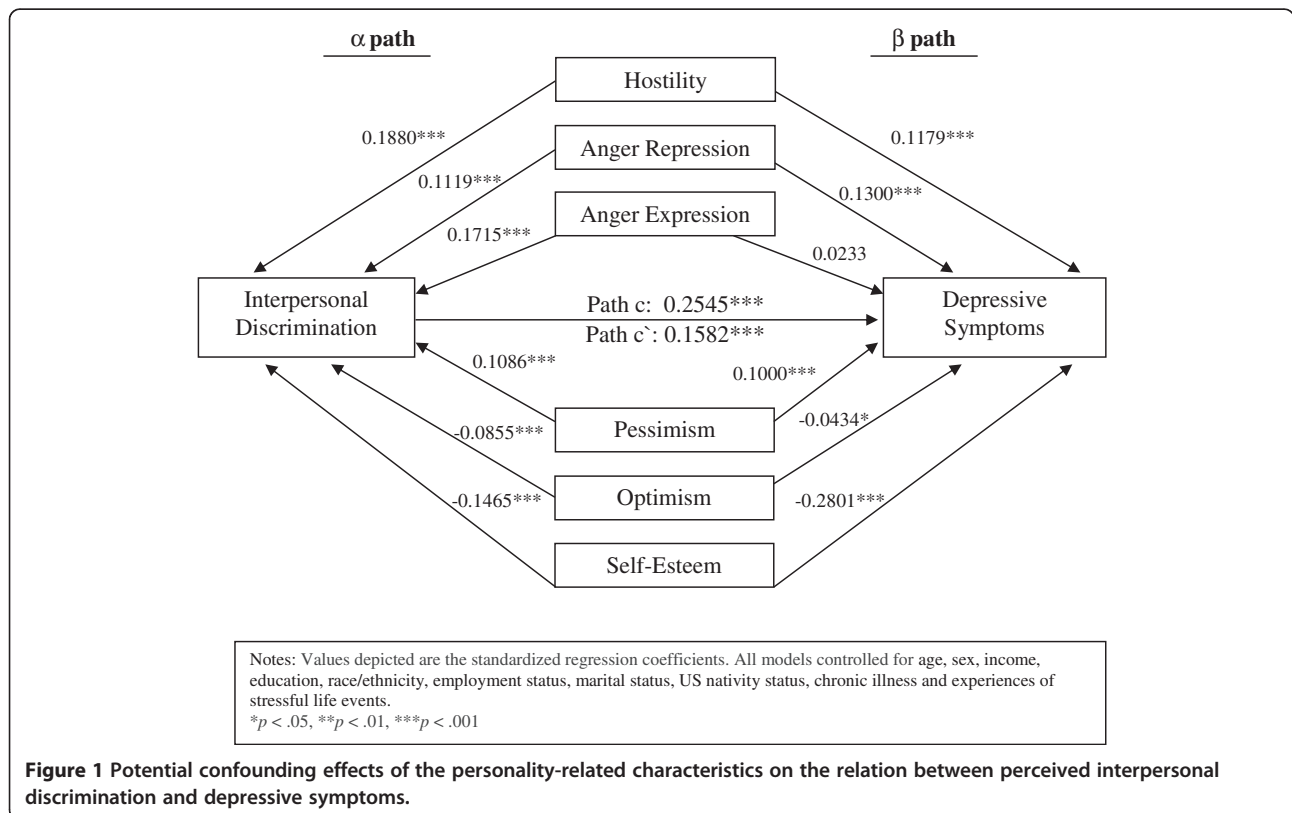 α path
β path
Hostility
0.1880***
0.1179***
Anger Repression
0.1119***
0.1300***
Anger Expression
0.1715***
0.0233
Interpersonal
Discrimination
Path c: 0.2545***
Path c`: 0.1582***
Depressive
Symptoms
0.1086***
0.1000***
Pessimism
-0.0855***
-0.0434*
Optimism
-0.1465***
-0.2801***
Self-Esteem
Notes: Values depicted are the standardized regression coefficients. All models controlled for age, sex, income,
education, race/ethnicity, employment status, marital status, US nativity status, chronic illness and experiences of
stressful life events.
*p < .05, **p < .01, ***p < .001
Figure 1 Potential confounding effects of the personality-related characteristics on the relation between perceived interpersonal
discrimination and depressive symptoms.